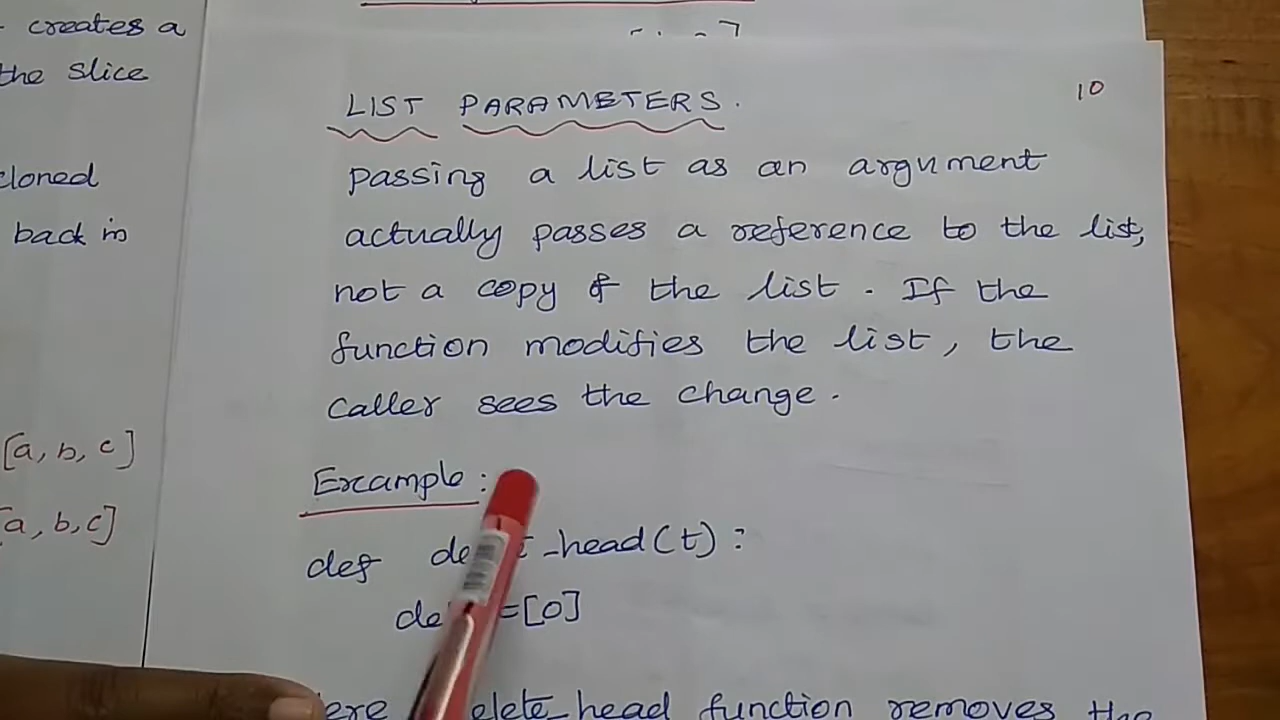 - creates a
the slice
cloned
back in
[a, b, c]
[a, b, c]
10
LIST PARAMETERS.
passing a list as an argument
actually passes a reference to the list,
not a copy of the list. If the
function modifies the list, the
caller sees the change.
Example:
def _head(t):
=[0]
elete_head function removes the